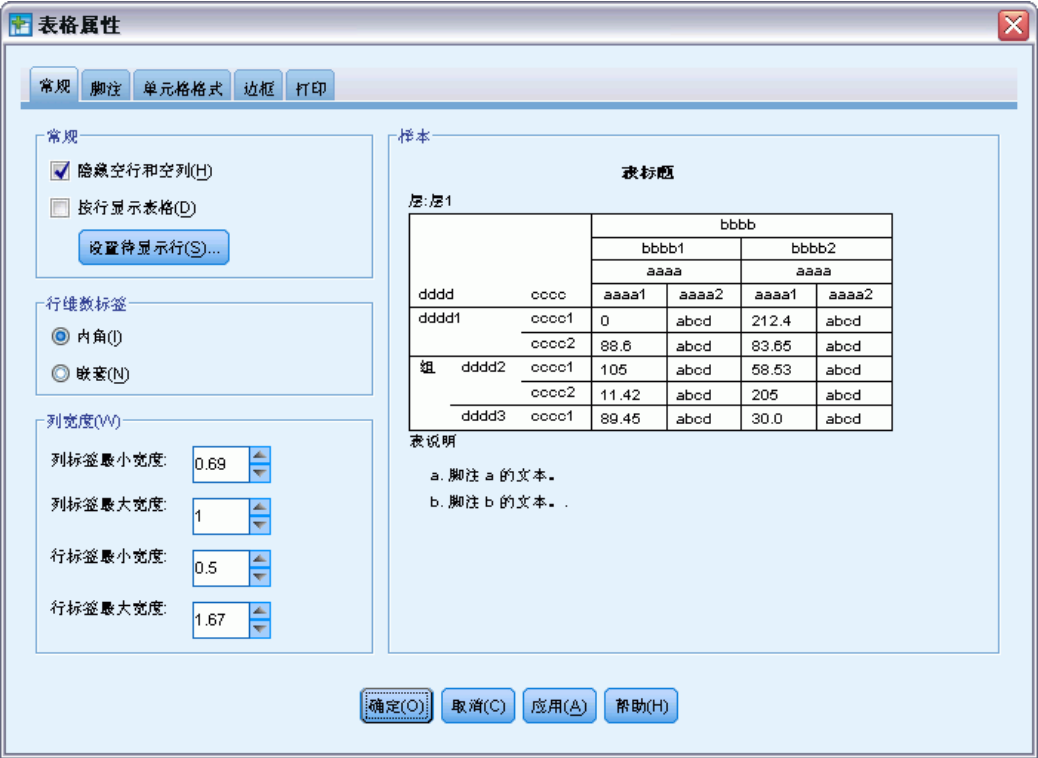 表格属性
常规 脚注 单元格格式 边框 打印
常规
隐藏空行和空列(H)
按行显示表格(D)
设置待显示行(S)...
行维数标签
内角(I)
嵌套(N)
列宽度(W)
列标签最小宽度: 0.69
列标签最大宽度: 1
行标签最小宽度: 0.5
行标签最大宽度: 1.67
样本
表标题
层:层1
bbbb
bbbb1 bbbb2
aaaa aaaa
dddd cccc aaaa1 aaaa2 aaaa1 aaaa2
dddd1 cccc1 0 abcd 212.4 abcd
cccc2 88.6 abcd 83.65 abcd
组 dddd2 cccc1 105 abcd 58.53 abcd
cccc2 11.42 abcd 205 abcd
dddd3 cccc1 89.45 abcd 30.0 abcd
表说明
a. 脚注 a 的文本。
b. 脚注 b 的文本。.
确定(O) 取消(C) 应用(A) 帮助(H)